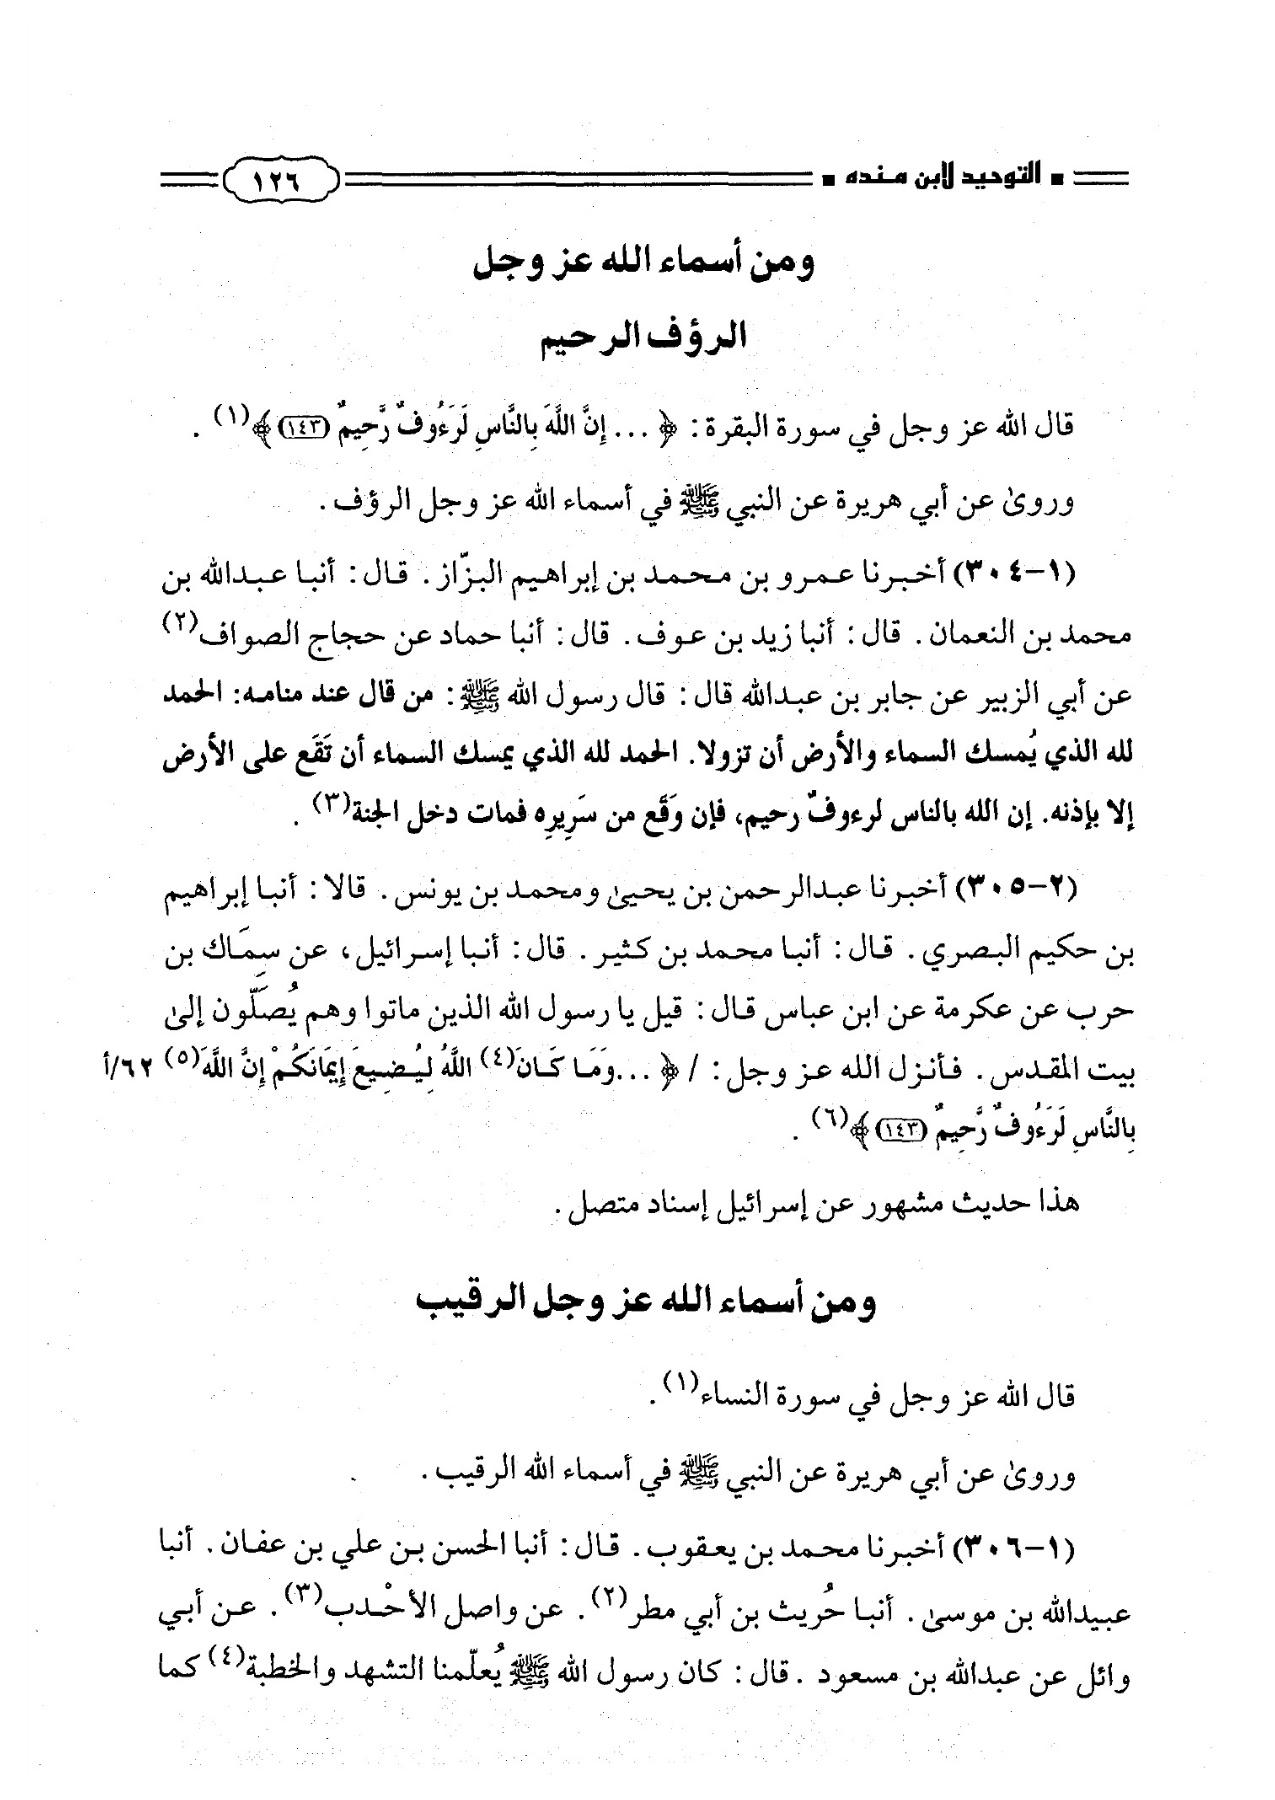 ▪ التوحيد لابن منده ▪ ١٢٦
ومن أسماء الله عز وجل
الرؤف الرحيم
قال الله عز وجل في سورة البقرة: ﴿ ... إِنَّ اللَّهَ بِالنَّاسِ لَرَءُوفٌ رَّحِيمٌ (١٤٣)﴾(١) .
وروىٰ عن أبي هريرة عن النبي ﷺ في أسماء الله عز وجل الرؤف .
(١-٣٠٤) أخبرنا عمرو بن محمد بن إبراهيم البزّاز. قال: أنبا عبدالله بن
محمد بن النعمان. قال: أنبا زيد بن عوف. قال: أنبا حماد عن حجاج الصواف(٢)
عن أبي الزبير عن جابر بن عبدالله قال: قال رسول الله ﷺ: من قال عند منامه: الحمد
لله الذي يُمسك السماء والأرض أن تزولا. الحمد لله الذي يمسك السماء أن تَقَع على الأرض
إلا بإذنه. إن الله بالناس لرءوفٌ رحيم، فإن وَقَع من سَرِيرِه فمات دخل الجنة(٣) .
(٢-٣٠٥) أخبرنا عبدالرحمن بن يحيىٰ ومحمد بن يونس. قالا: أنبا إبراهيم
بن حكيم البصري. قال: أنبا محمد بن كثير. قال: أنبا إسرائيل، عن سِمَاك بن
حرب عن عكرمة عن ابن عباس قال: قيل يا رسول الله الذين ماتوا وهم يُصَلّون إلىٰ
بيت المقدس. فأنزل الله عز وجل: / ﴿ ...وَمَا كَانَ(٤) اللَّهُ لِيُضِيعَ إِيمَانَكُمْ إِنَّ اللَّهَ(٥) ٦٢/أ
بِالنَّاسِ لَرَءُوفٌ رَّحِيمٌ (١٤٣)﴾(٦) .
هذا حديث مشهور عن إسرائيل إسناد متصل.
ومن أسماء الله عز وجل الرقيب
قال الله عز وجل في سورة النساء(١).
وروىٰ عن أبي هريرة عن النبي ﷺ في أسماء الله الرقيب.
(١-٣٠٦) أخبرنا محمد بن يعقوب. قال: أنبا الحسن بن علي بن عفان. أنبا
عبيدالله بن موسىٰ. أنبا حُريث بن أبي مطر(٢). عن واصل الأحْدب(٣). عن أبي
وائل عن عبدالله بن مسعود .قال: كان رسول الله ﷺ يُعلّمنا التشهد والخطبة(٤) كما